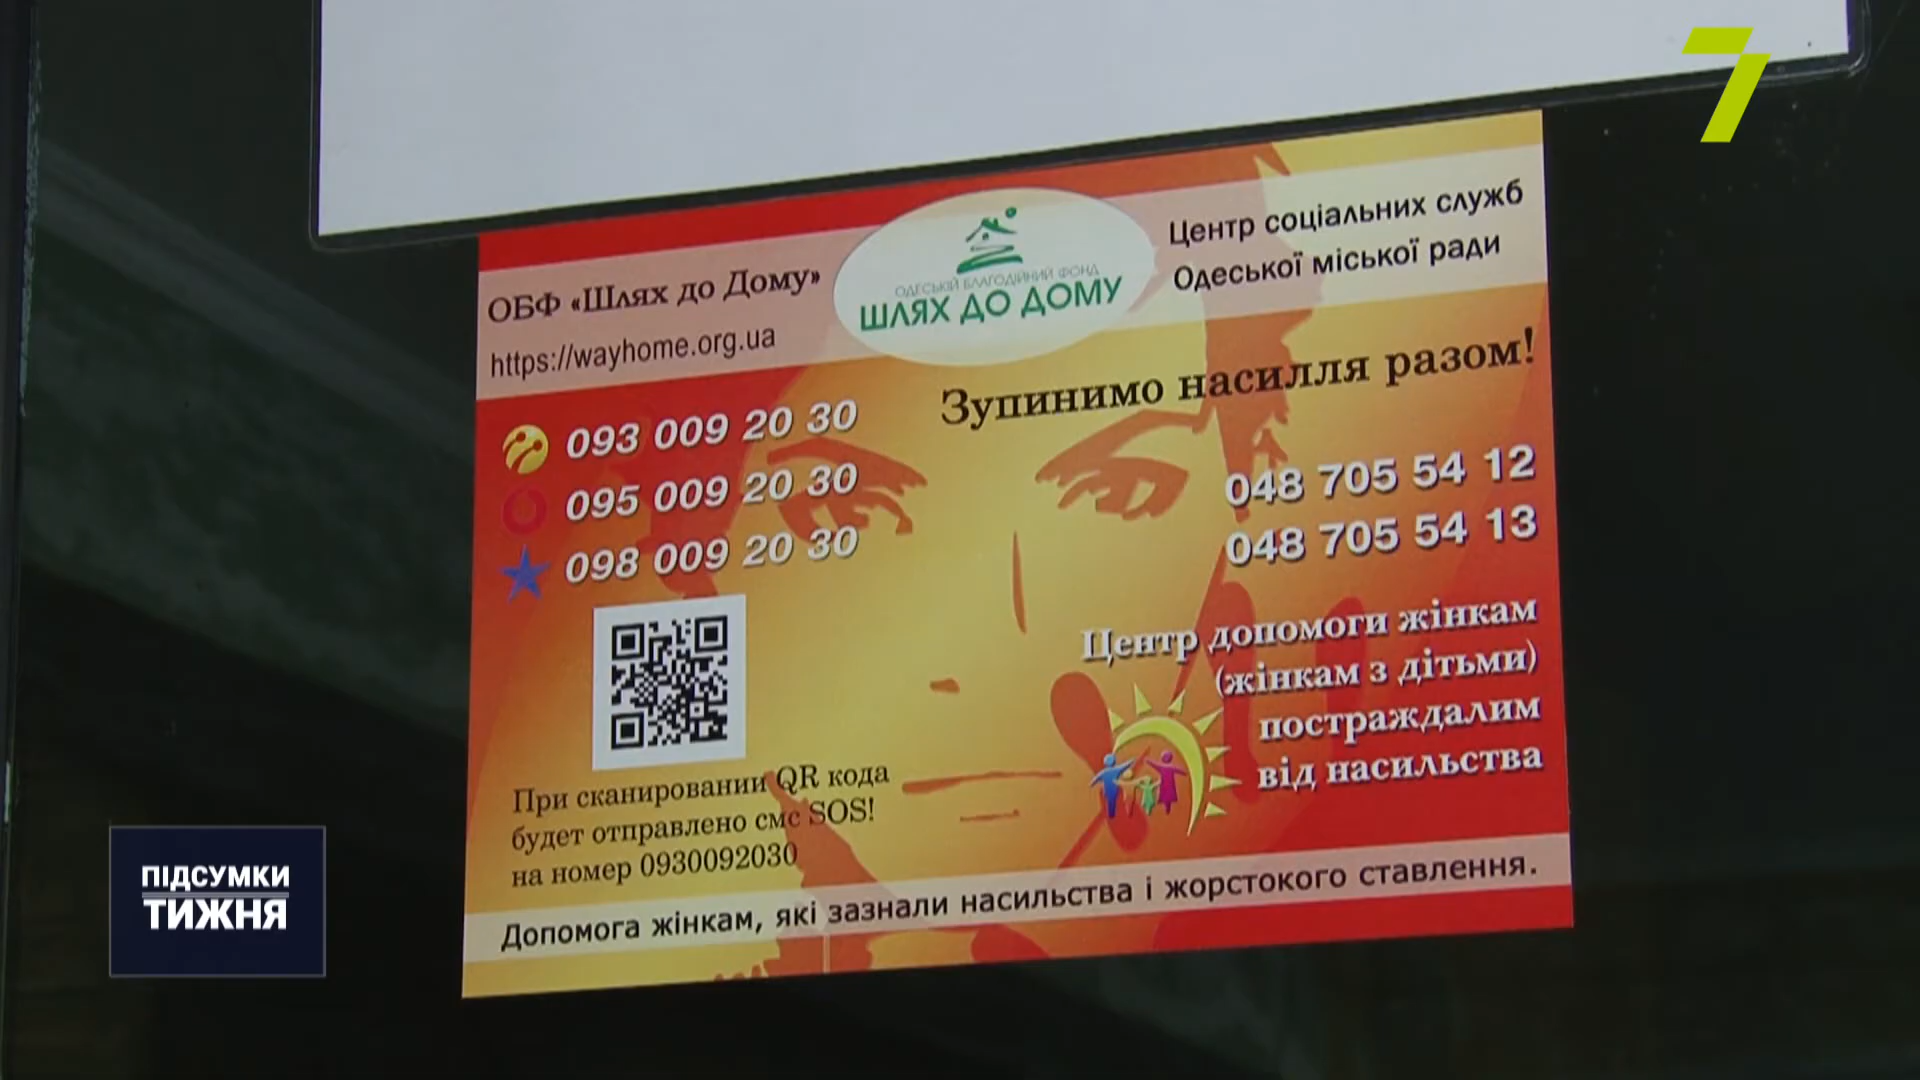 7
ОБФ «Шлях до Дому»
https://wayhome.org.ua
ОДЕСЬКІЙ БЛАГОДІЙНИЙ ФОНД
ШЛЯХ ДО ДОМУ
Центр соціальних служб
Одеської міської ради
Зупинимо насилля разом!
093 009 20 30
095 009 20 30
098 009 20 30
048 705 54 12
048 705 54 13
Центр допомоги жінкам
(жінкам з дітьми)
постраждалим
від насильства
При сканировании QR кода
будет отправлено смс SOS!
на номер 0930092030
Допомога жінкам, які зазнали насильства і жорстокого ставлення.
ПІДСУМКИ
ТИЖНЯ